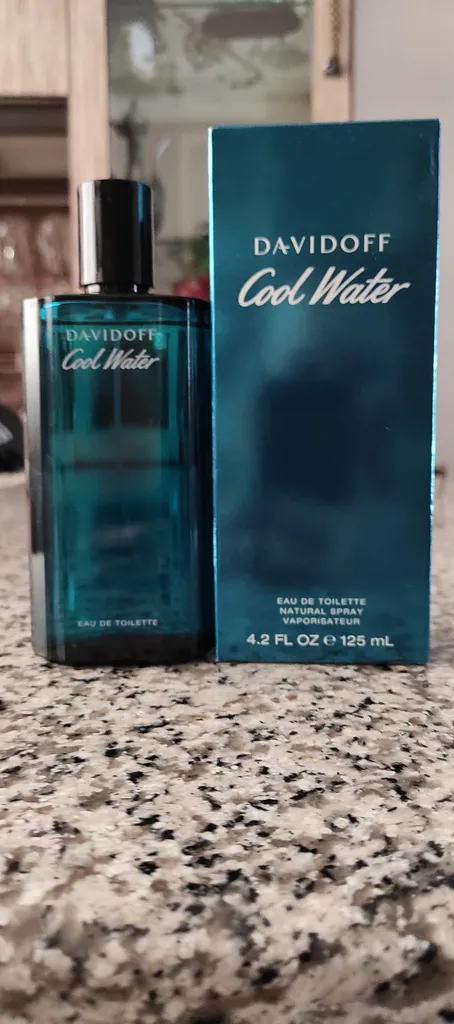 DAVIDOFF
Cool Water
EAU DE TOILETTE
DAVIDOFF
Cool Water
EAU DE TOILETTE
NATURAL SPRAY
VAPORISATEUR
4.2 FL OZ ℮ 125 mL